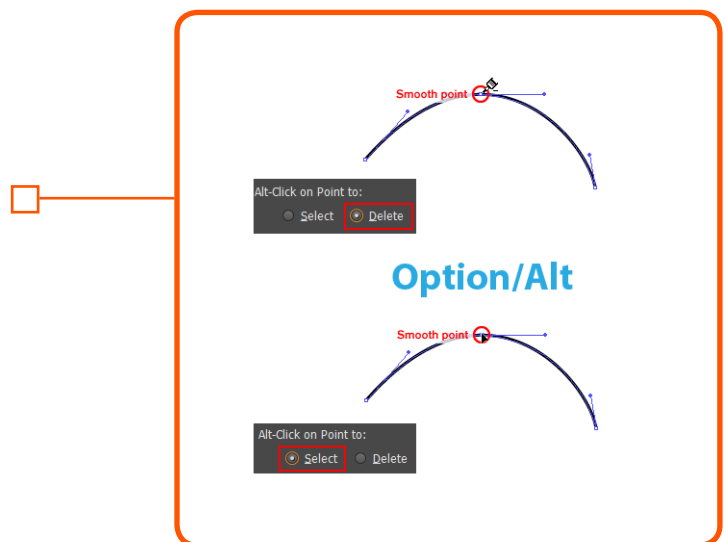 Smooth point
Alt-Click on Point to:
Select Delete
Option/Alt
Smooth point
Alt-Click on Point to:
Select Delete